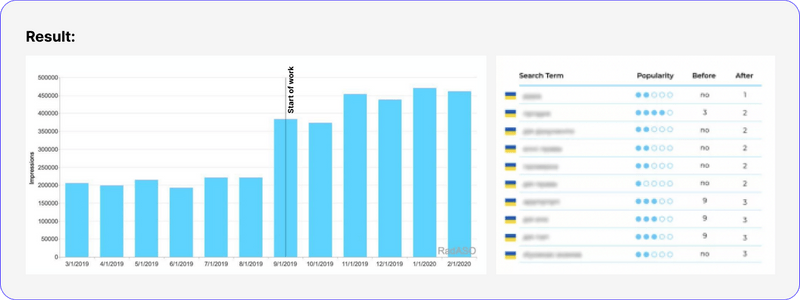 Result:
Start of work
500000
450000
400000
350000
300000
250000
200000
150000
100000
50000
0
Impresions
3/1/2019 4/1/2019 5/1/2019 6/1/2019 7/1/2019 8/1/2019 9/1/2019 10/1/2019 11/1/2019 12/1/2019 1/1/2020 2/1/2020
RadASO
Search Term Popularity Before After
no 1
3 2
no 2
no 2
no 2
no 2
9 3
9 3
9 3
no 3